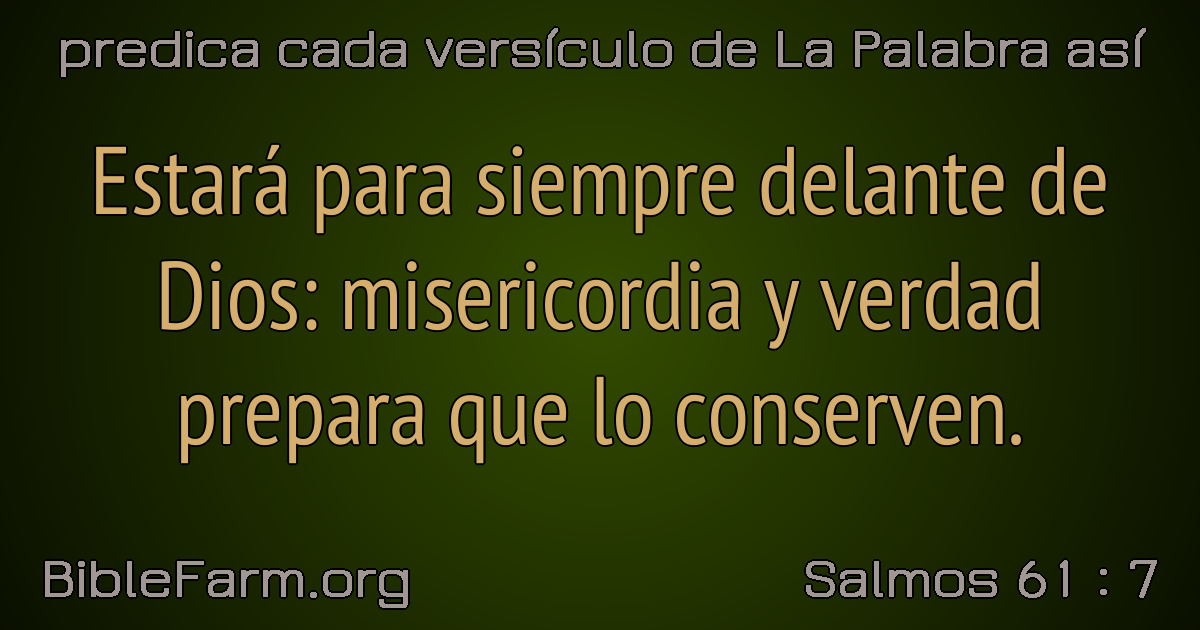 predica cada versículo de La Palabra así
Estará para siempre delante de
Dios: misericordia y verdad
prepara que lo conserven.
BibleFarm.org
Salmos 61 : 7